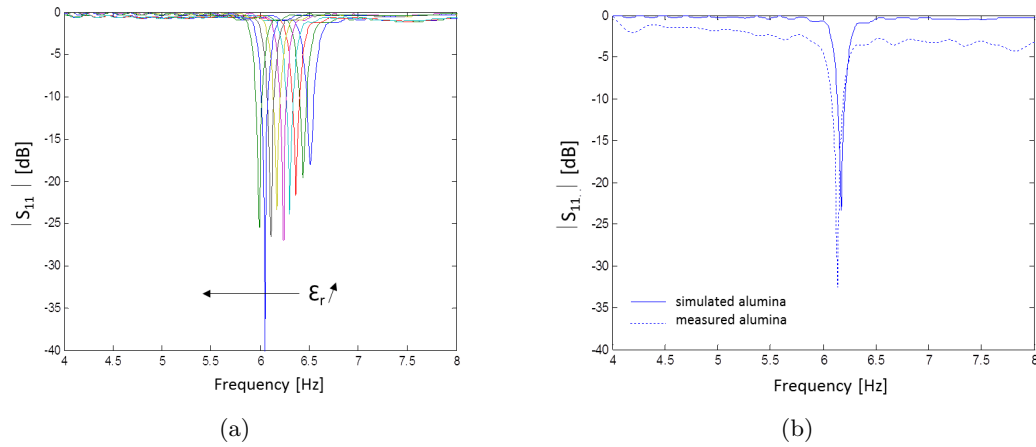 0
-5
-10
-15
-20
-25
-30
-35
-40
|S11| [dB]
εr
4 4.5 5 5.5 6 6.5 7 7.5 8
Frequency [Hz]
(a)
0
-5
-10
-15
-20
-25
-30
-35
-40
|S11..| [dB]
simulated alumina
measured alumina
4 4.5 5 5.5 6 6.5 7 7.5 8
Frequency [Hz]
(b)